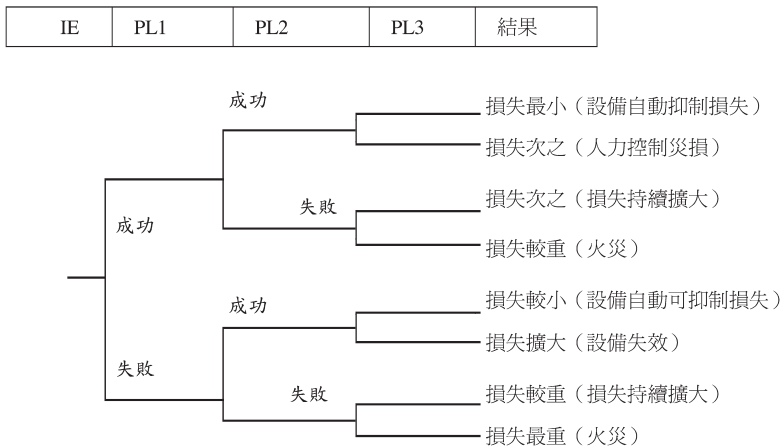 IE PL1 PL2 PL3 結果
成功
損失最小（設備自動抑制損失）
損失次之（人力控制災損）
損失次之（損失持續擴大）
失敗
成功
損失較重（火災）
損失較小（設備自動可抑制損失）
成功
損失擴大（設備失效）
失敗
失敗
損失較重（損失持續擴大）
損失最重（火災）